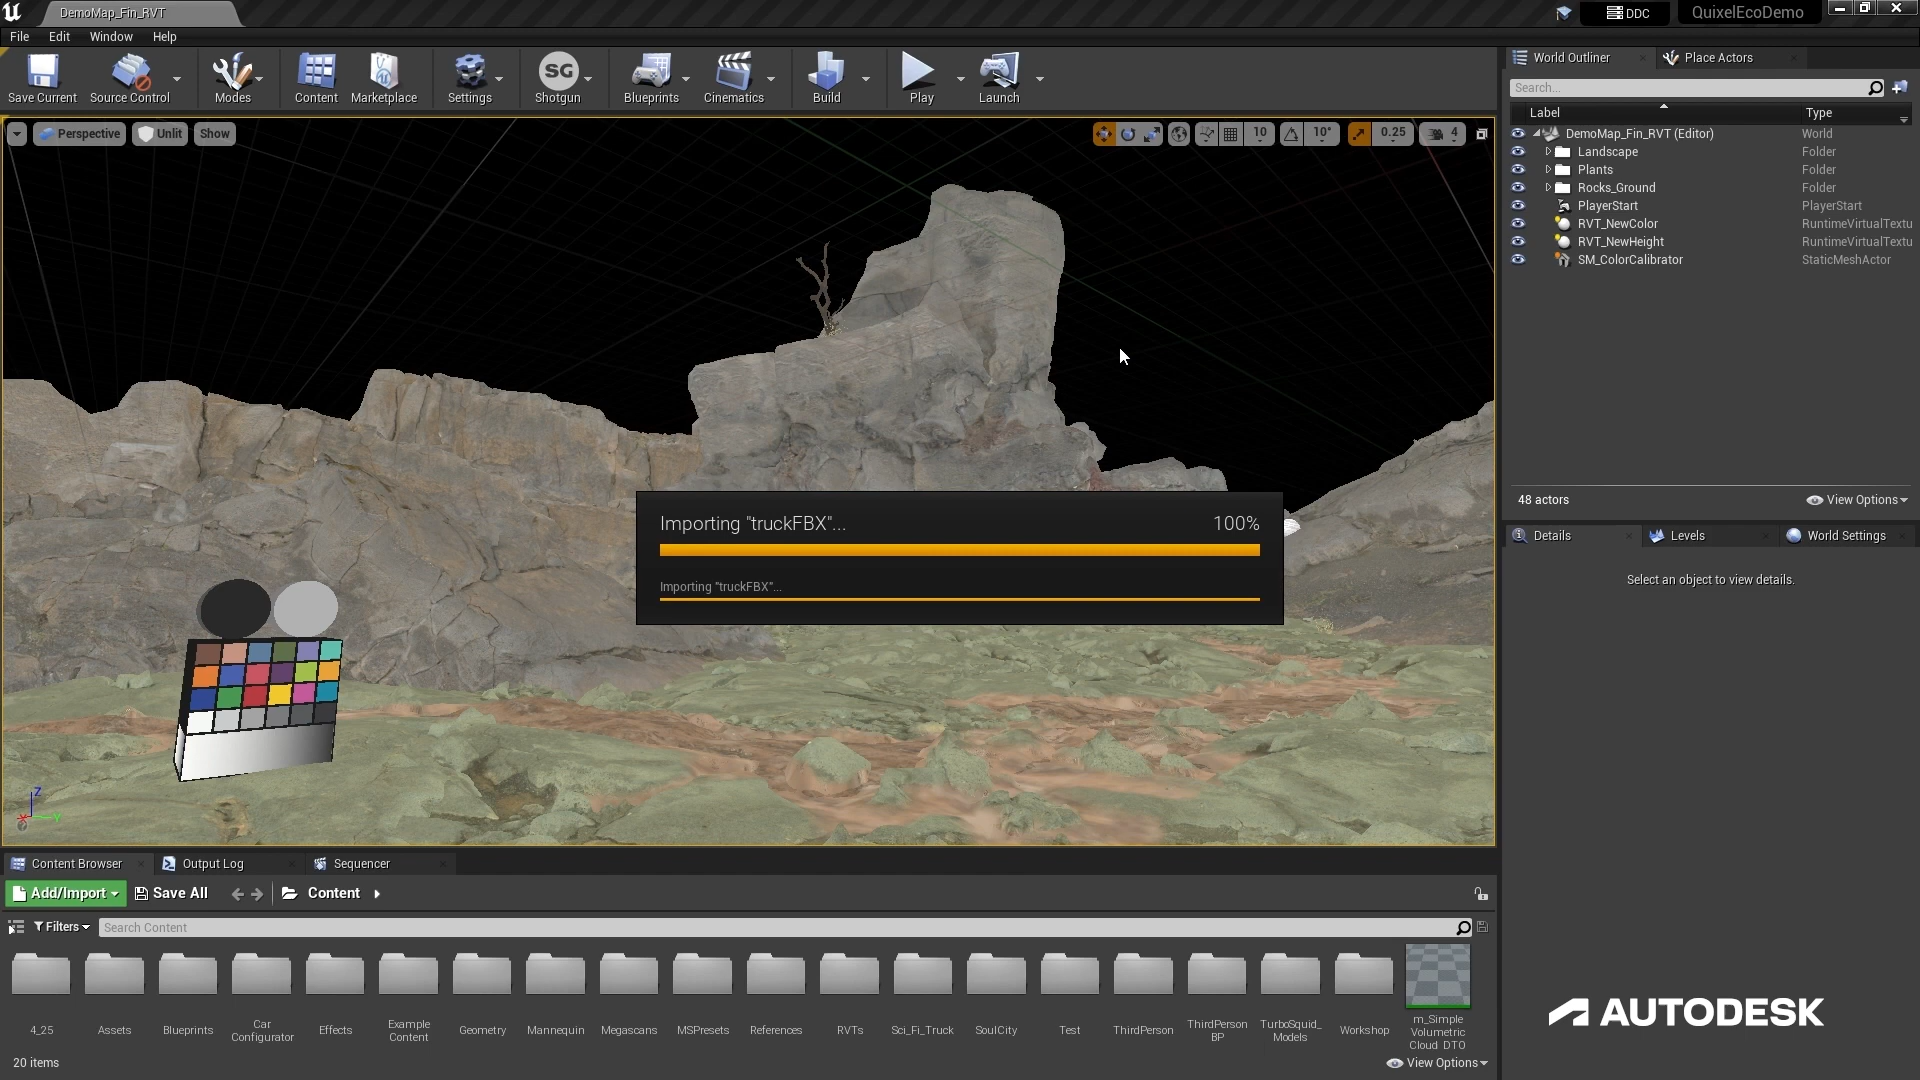 DemoMap_Fin_RVT
DDC
QuixelEcoDemo
File Edit Window Help
Save Current Source Control Modes Content Marketplace Settings Shotgun Blueprints Cinematics Build Play Launch
SG
Perspective Unlit Show
10 10° 0.25 4
World Outliner Place Actors
Search...
Label Type
DemoMap_Fin_RVT (Editor) World
Landscape Folder
Plants Folder
Rocks_Ground Folder
PlayerStart PlayerStart
RVT_NewColor RuntimeVirtualTextu
RVT_NewHeight RuntimeVirtualTextu
SM_ColorCalibrator StaticMeshActor
48 actors View Options
Details Levels World Settings
Select an object to view details.
Importing "truckFBX"... 100%
Importing "truckFBX"...
Z
Y
X
Content Browser Output Log Sequencer
Add/Import Save All Content
Filters Search Content
4_25
Assets
Blueprints
Car
Configurator
Effects
Example
Content
Geometry
Mannequin
Megascans
MSPresets
References
RVTs
Sci_Fi_Truck
SoulCity
Test
ThirdPerson
ThirdPerson
BP
TurboSquid_
Models
Workshop
m_Simple
Volumetric
Cloud_DTO
20 items View Options
AUTODESK